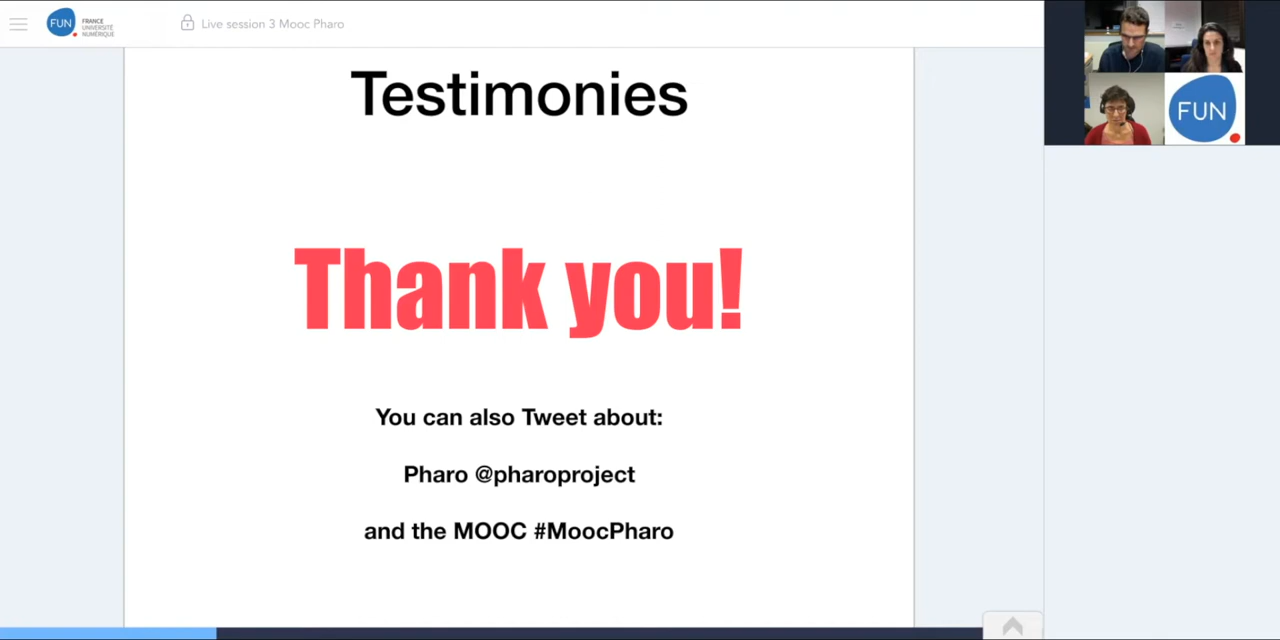 FUN
FRANCE
UNIVERSITÉ
NUMÉRIQUE
Live session 3 Mooc Pharo
Testimonies
Thank you!
You can also Tweet about:
Pharo @pharoproject
and the MOOC #MoocPharo
FUN